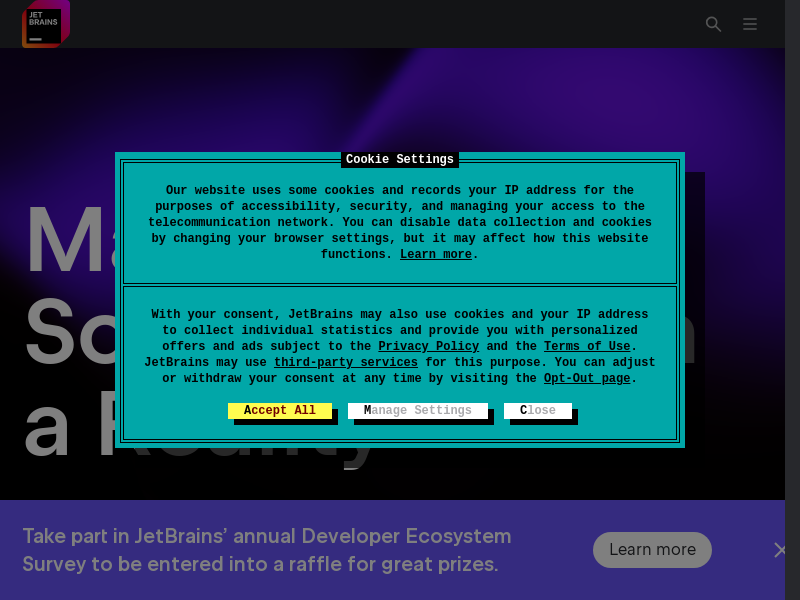 JET
BRAINS
Cookie Settings
Our website uses some cookies and records your IP address for the
purposes of accessibility, security, and managing your access to the
telecommunication network. You can disable data collection and cookies
by changing your browser settings, but it may affect how this website
functions. Learn more.
With your consent, JetBrains may also use cookies and your IP address
to collect individual statistics and provide you with personalized
offers and ads subject to the Privacy Policy and the Terms of Use.
JetBrains may use third-party services for this purpose. You can adjust
or withdraw your consent at any time by visiting the Opt-Out page.
Accept All Manage Settings Close
a Reality
Take part in JetBrains’ annual Developer Ecosystem
Survey to be entered into a raffle for great prizes.
Learn more